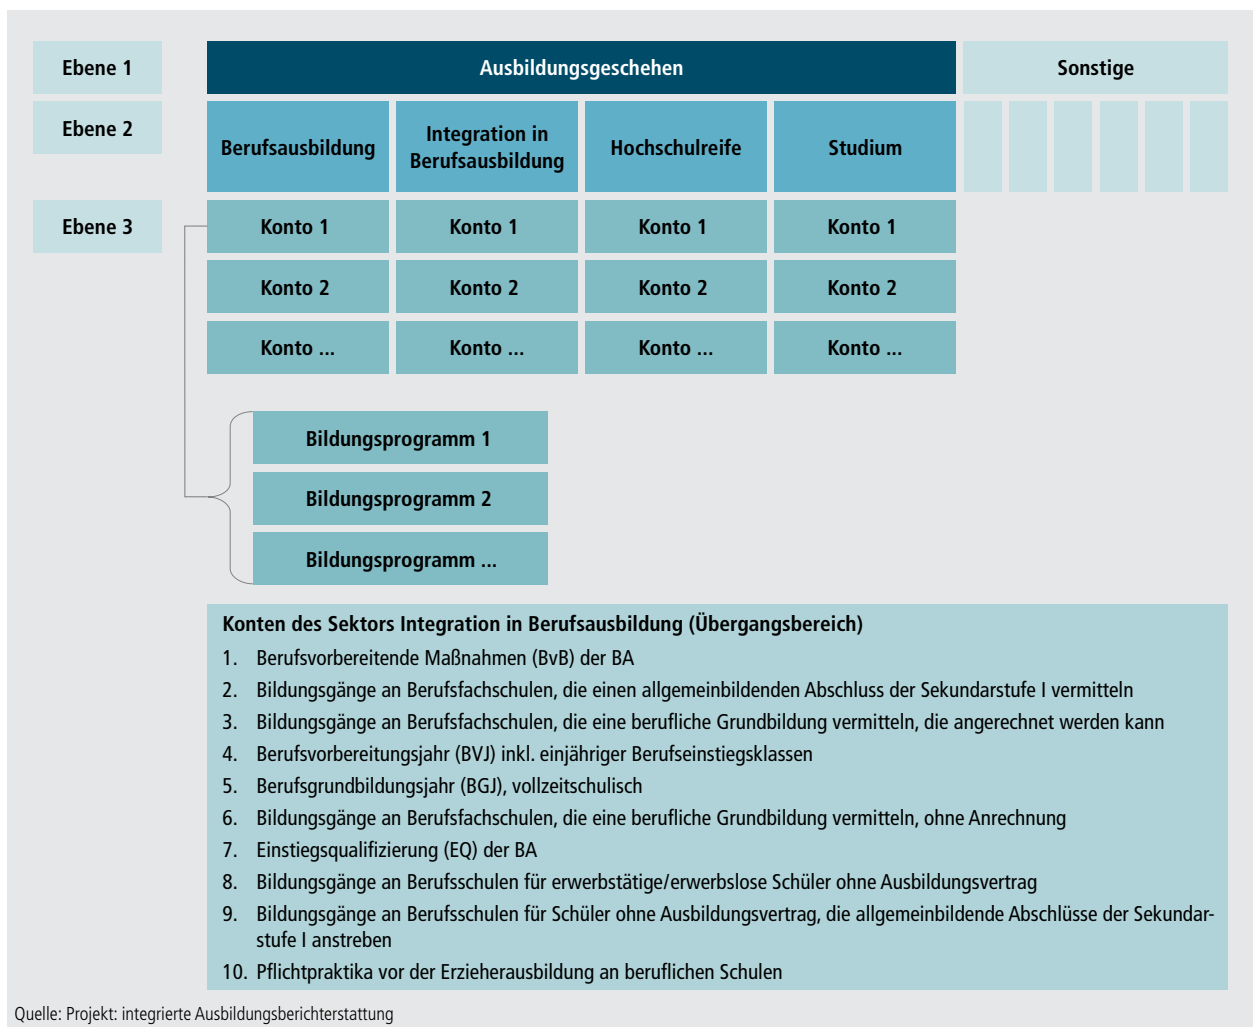 Ebene 1
Ausbildungsgeschehen
Sonstige
Ebene 2
Berufsausbildung
Integration in
Berufsausbildung
Hochschulreife
Studium
Ebene 3
Konto 1
Konto 1
Konto 1
Konto 1
Konto 2
Konto 2
Konto 2
Konto 2
Konto ...
Konto ...
Konto ...
Konto ...
Bildungsprogramm 1
Bildungsprogramm 2
Bildungsprogramm ...
Konten des Sektors Integration in Berufsausbildung (Übergangsbereich)
1. Berufsvorbereitende Maßnahmen (BvB) der BA
2. Bildungsgänge an Berufsfachschulen, die einen allgemeinbildenden Abschluss der Sekundarstufe I vermitteln
3. Bildungsgänge an Berufsfachschulen, die eine berufliche Grundbildung vermitteln, die angerechnet werden kann
4. Berufsvorbereitungsjahr (BVJ) inkl. einjähriger Berufseinstiegsklassen
5. Berufsgrundbildungsjahr (BGJ), vollzeitschulisch
6. Bildungsgänge an Berufsfachschulen, die eine berufliche Grundbildung vermitteln, ohne Anrechnung
7. Einstiegsqualifizierung (EQ) der BA
8. Bildungsgänge an Berufsschulen für erwerbstätige/erwerbslose Schüler ohne Ausbildungsvertrag
9. Bildungsgänge an Berufsschulen für Schüler ohne Ausbildungsvertrag, die allgemeinbildende Abschlüsse der Sekundar-
stufe I anstreben
10. Pflichtpraktika vor der Erzieherausbildung an beruflichen Schulen
Quelle: Projekt: integrierte Ausbildungsberichterstattung